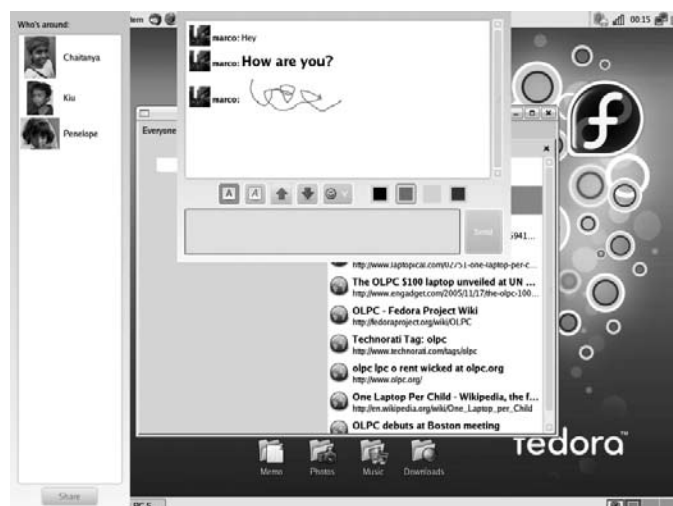 Who's around:
Chaitanya
Kiu
Penelope
tem
00:15
marco: Hey
marco: How are you?
marco:
Everyone
A
A
Send
5941...
http://www.laptopical.com/02751-one-laptop-per-c...
The OLPC $100 laptop unveiled at UN ...
http://www.engadget.com/2005/11/17/the-olpc-100...
OLPC - Fedora Project Wiki
http://fedoraproject.org/wiki/OLPC
Technorati Tag: olpc
http://www.technorati.com/tags/olpc
olpc lpc o rent wicked at olpc.org
http://www.olpc.org/
One Laptop Per Child - Wikipedia, the f...
http://en.wikipedia.org/wiki/One_Laptop_per_Child
OLPC debuts at Boston meeting
fedora™
Memo
Photos
Music
Downloads
Share